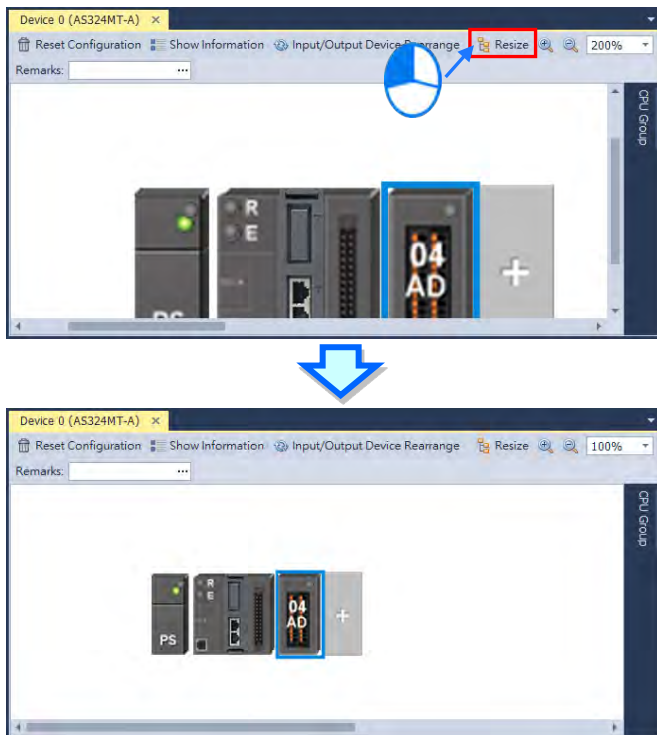 Device 0 (AS324MT-A) ×
Reset Configuration Show Information Input/Output Device Rearrange Resize 200%
Remarks: ...
CPU Group
R
E
04
AD
+
PS
Device 0 (AS324MT-A) ×
Reset Configuration Show Information Input/Output Device Rearrange Resize 100%
Remarks: ...
CPU Group
R
E
04
AD
+
PS